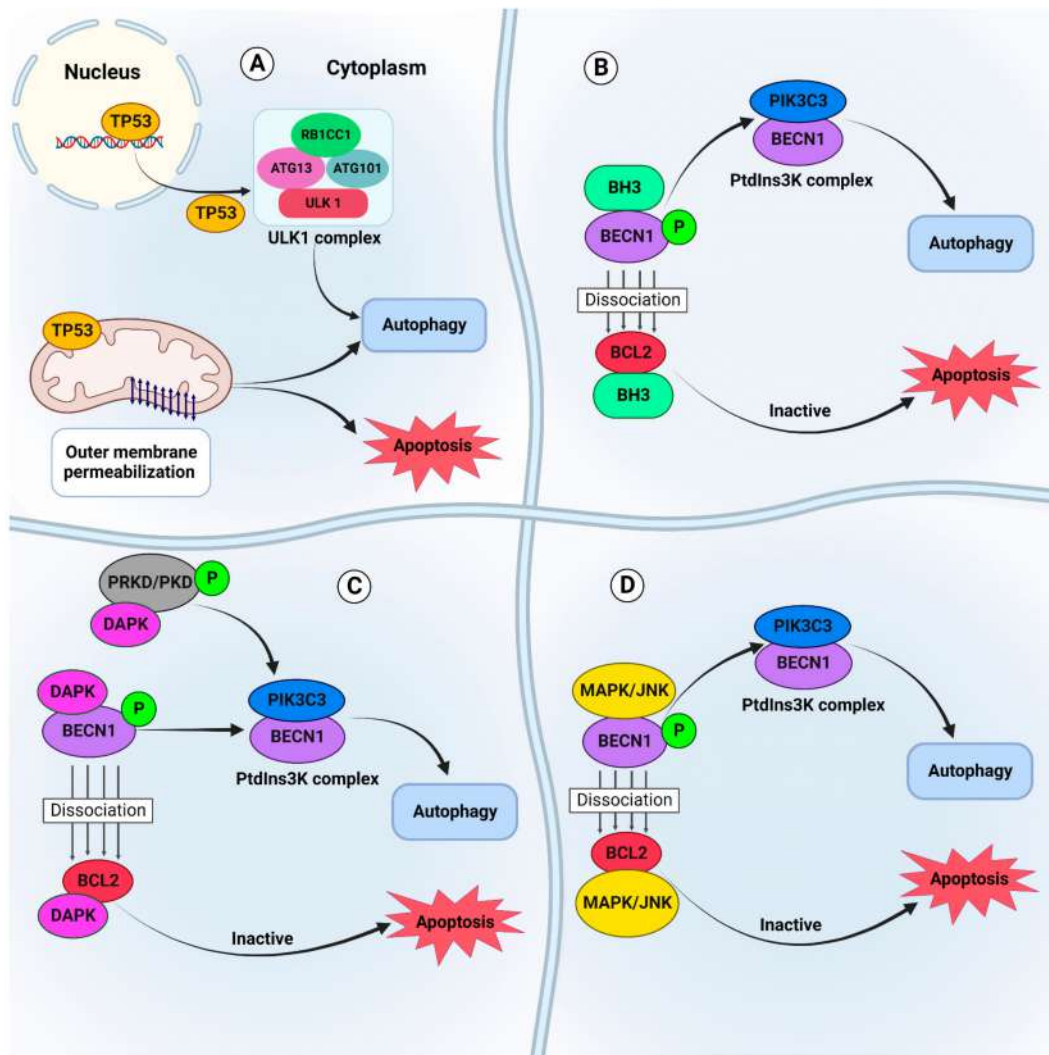 Nucleus
A
Cytoplasm
TP53
RB1CC1
ATG13
ATG101
ULK 1
TP53
ULK1 complex
TP53
Autophagy
Outer membrane
permeabilization
Apoptosis
B
PIK3C3
BECN1
PtdIns3K complex
BH3
BECN1
P
Autophagy
Dissociation
BCL2
BH3
Inactive
Apoptosis
PRKD/PKD
P
C
DAPK
DAPK
P
BECN1
PIK3C3
BECN1
PtdIns3K complex
Dissociation
Autophagy
BCL2
DAPK
Inactive
Apoptosis
D
PIK3C3
BECN1
PtdIns3K complex
MAPK/JNK
BECN1
P
Autophagy
Dissociation
BCL2
MAPK/JNK
Inactive
Apoptosis